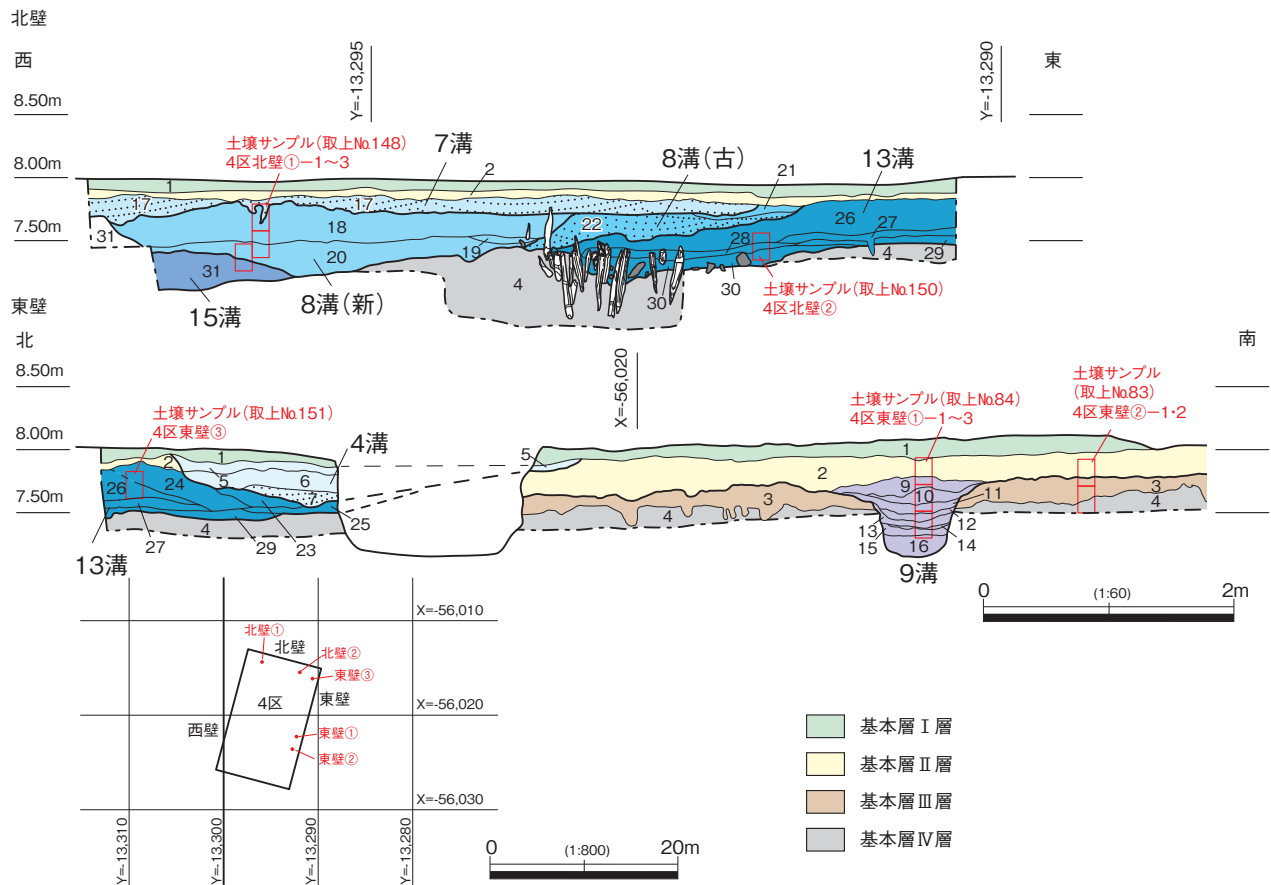 北壁
西
東
Y=-13,295
Y=-13,290
8.50m
8.00m
7.50m
土壌サンプル(取上No.148)
4区北壁①ー1～3
7溝
8溝(古)
13溝
1
2
17
17
18
19
20
21
22
26
27
28
29
30
30
31
31
4
4
15溝
8溝(新)
土壌サンプル(取上No.150)
4区北壁②
東壁
北
南
X=-56,020
8.50m
8.00m
7.50m
土壌サンプル(取上No.151)
4区東壁③
4溝
土壌サンプル(取上No.84)
4区東壁①ー1～3
土壌サンプル
(取上No.83)
4区東壁②ー1・2
1
2
5
6
7
24
26
4
25
27
29
23
13溝
5
1
2
3
3
4
4
9
10
11
12
13
14
15
16
9溝
0
(1:60)
2m
X=-56,010
X=-56,020
X=-56,030
北壁①
北壁
北壁②
東壁③
4区
東壁
西壁
東壁①
東壁②
Y=-13,310
Y=-13,300
Y=-13,290
Y=-13,280
0
(1:800)
20m
基本層Ⅰ層
基本層Ⅱ層
基本層Ⅲ層
基本層Ⅳ層